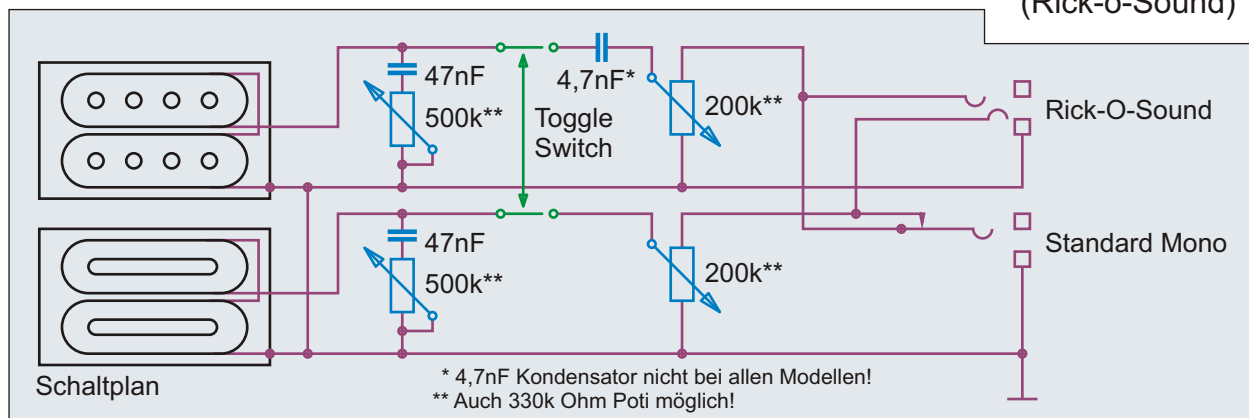 (Rick-o-Sound)
47nF
500k**
4,7nF*
Toggle
Switch
200k**
Rick-O-Sound
47nF
500k**
200k**
Standard Mono
Schaltplan
* 4,7nF Kondensator nicht bei allen Modellen!
** Auch 330k Ohm Poti möglich!